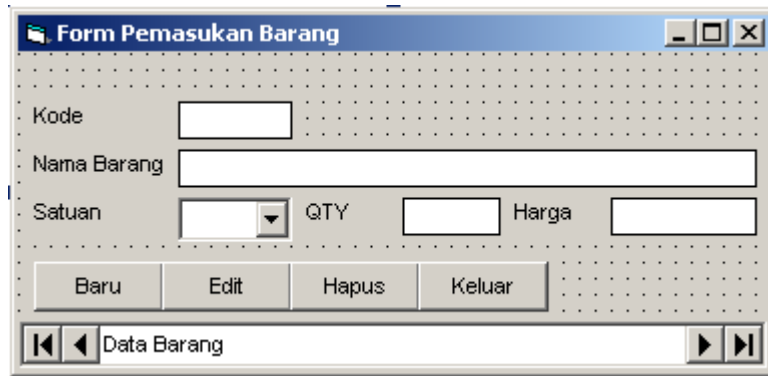 Form Pemasukan Barang
Kode
Nama Barang
Satuan QTY Harga
Baru Edit Hapus Keluar
Data Barang